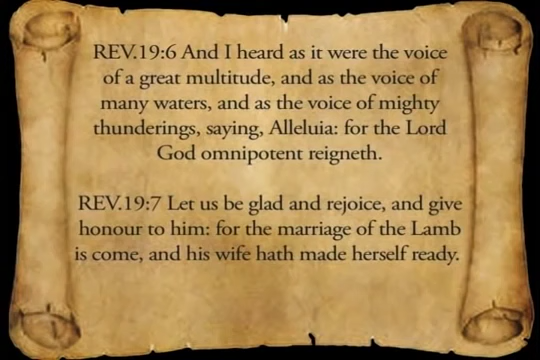 REV.19:6 And I heard as it were the voice
of a great multitude, and as the voice of
many waters, and as the voice of mighty
thunderings, saying, Alleluia: for the Lord
God omnipotent reigneth.
REV.19:7 Let us be glad and rejoice, and give
honour to him: for the marriage of the Lamb
is come, and his wife hath made herself ready.